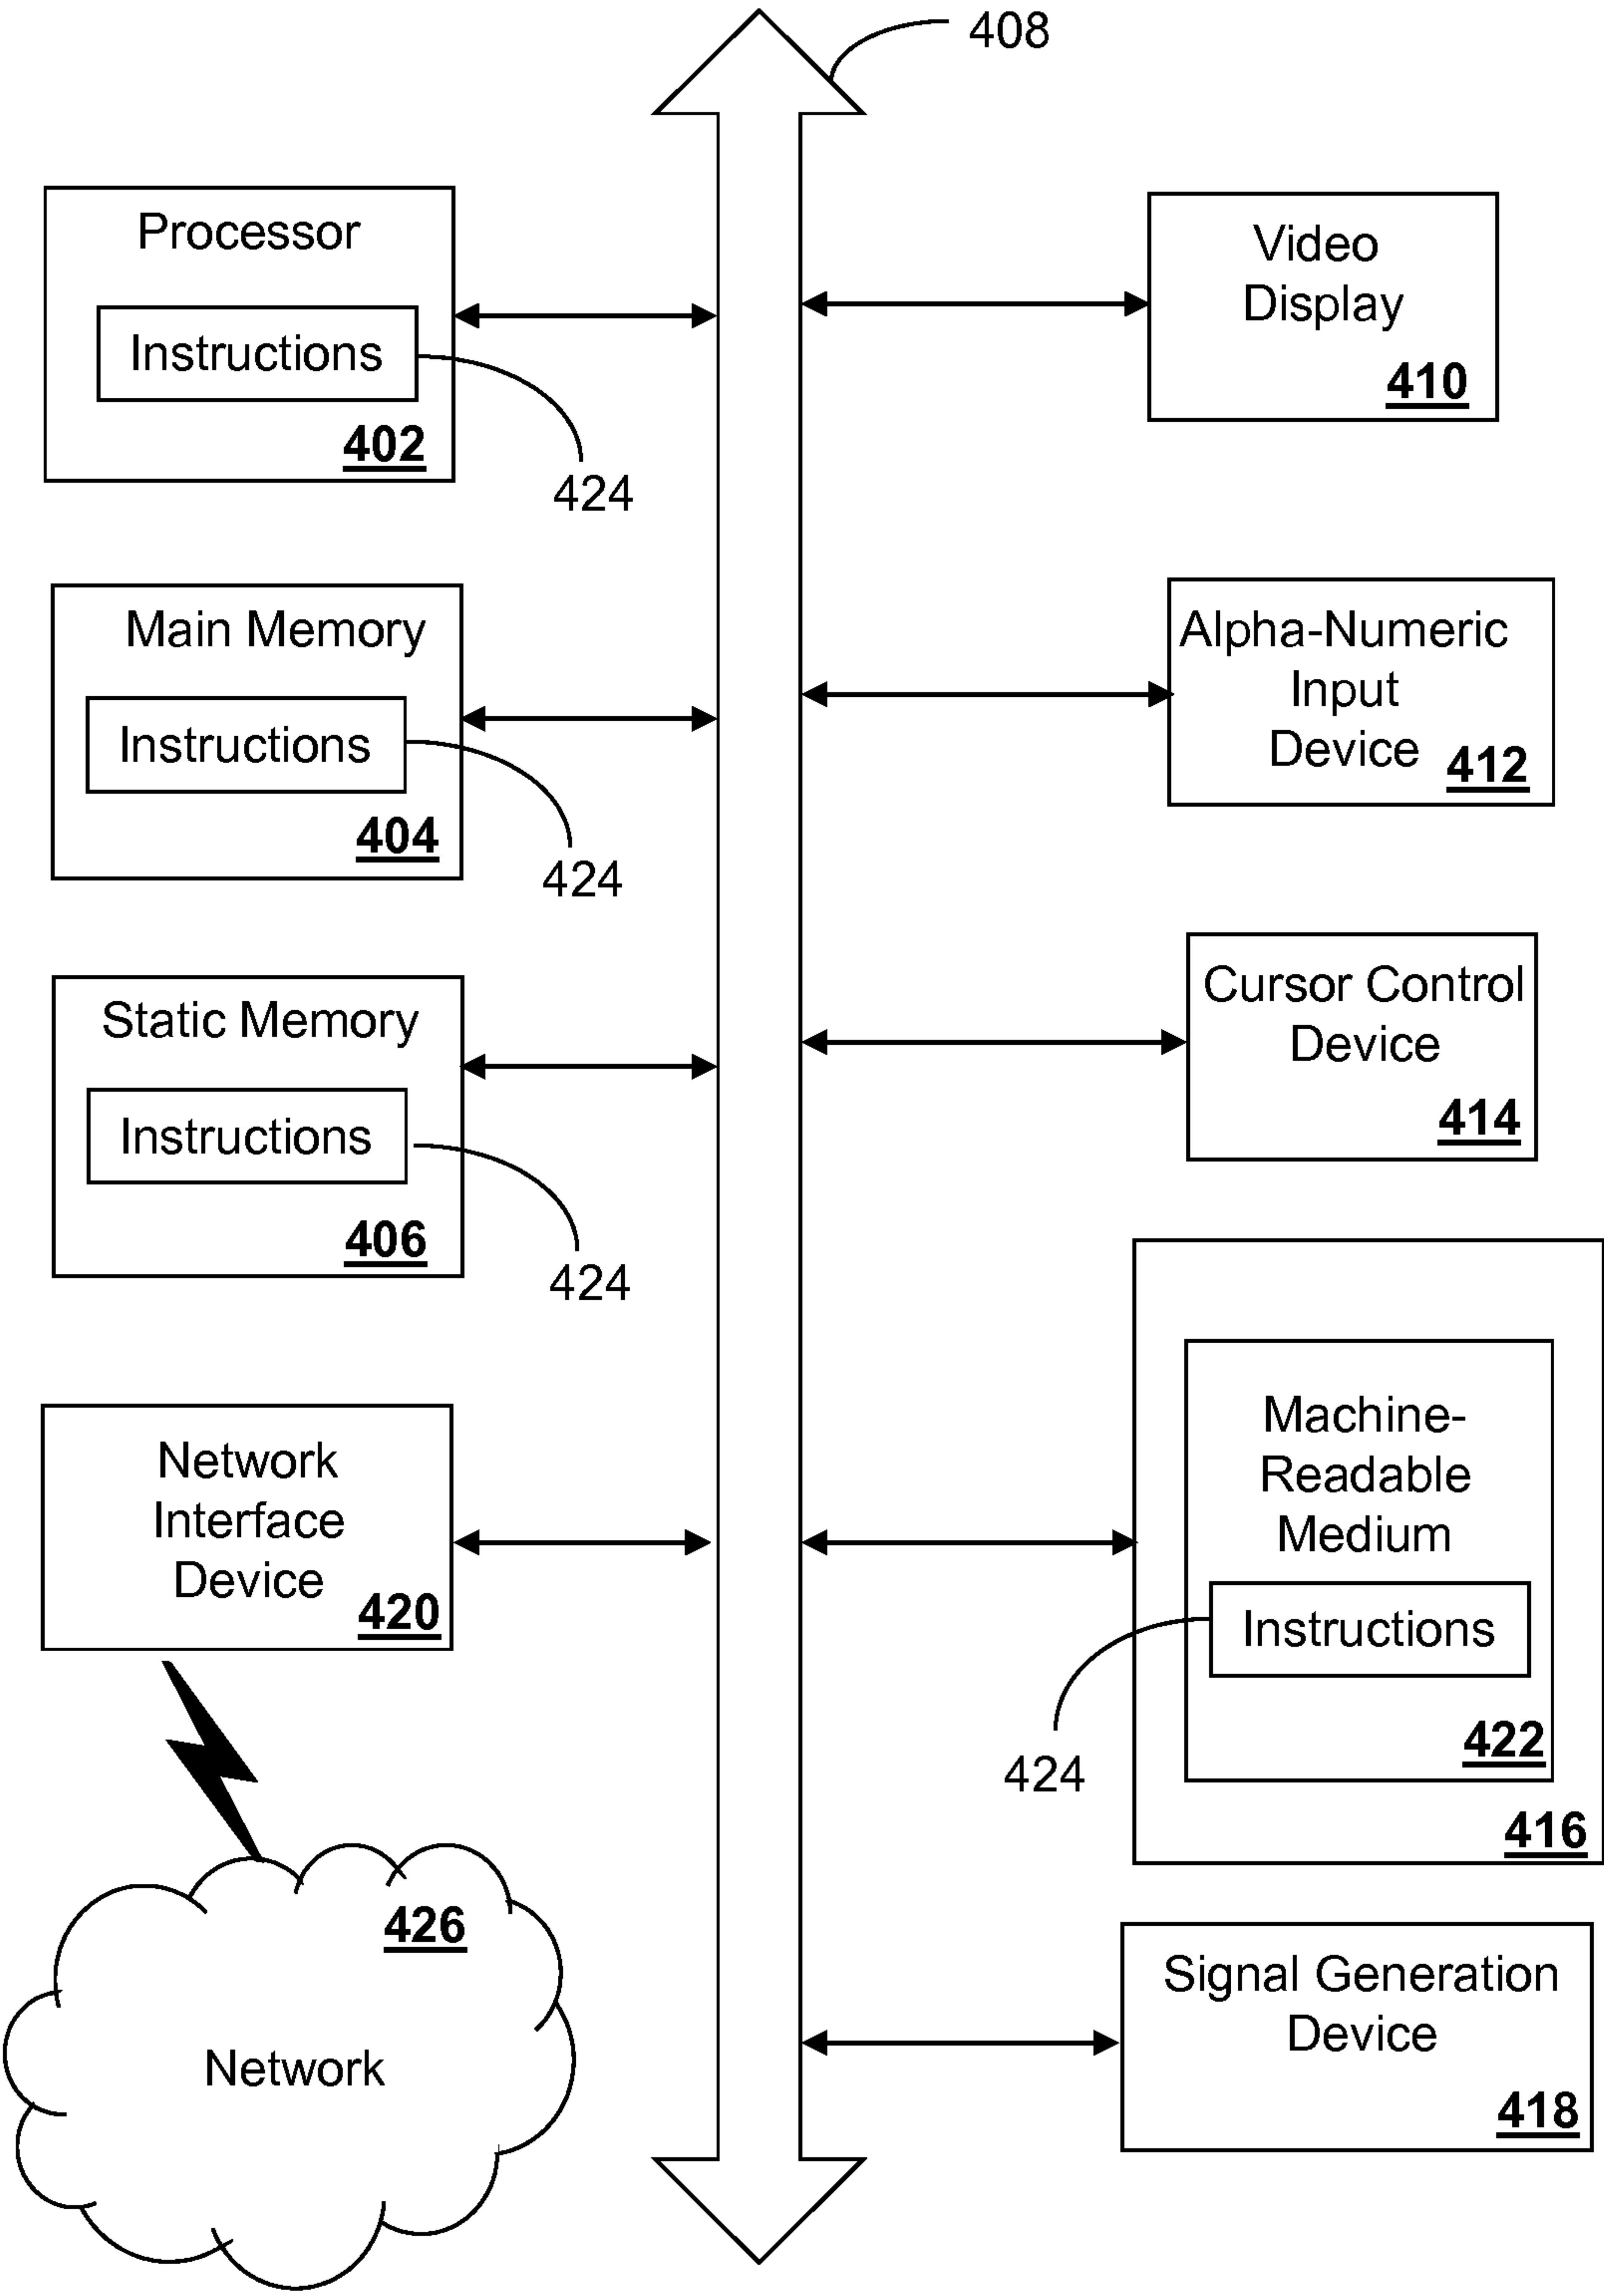 408
Processor
Instructions
402
424
Main Memory
Instructions
404
424
Static Memory
Instructions
406
424
Network
Interface
Device
420
426
Network
Video
Display
410
Alpha-Numeric
Input
Device
412
Cursor Control
Device
414
Machine-
Readable
Medium
Instructions
424
422
416
Signal Generation
Device
418